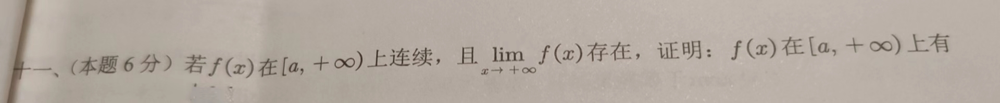 十一、(本题 6 分) 若 f(x) 在 [a, +∞) 上连续, 且 lim_{x→+∞} f(x) 存在, 证明: f(x) 在 [a, +∞) 上有